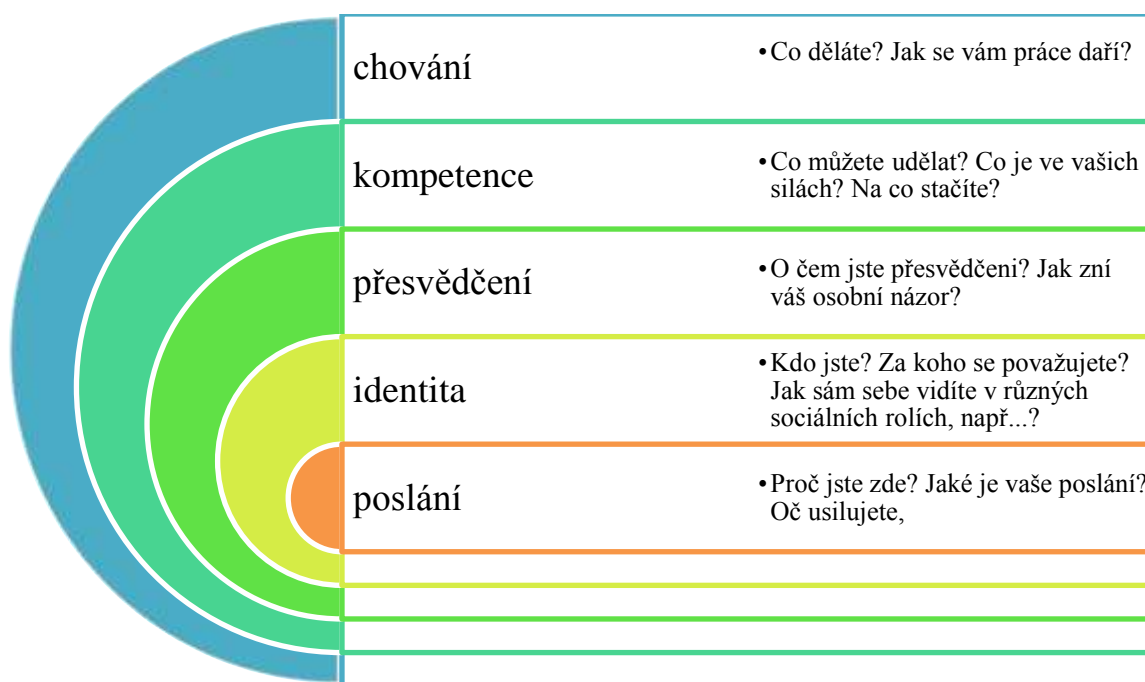 chování
•Co děláte? Jak se vám práce daří?
kompetence
•Co můžete udělat? Co je ve vašich
silách? Na co stačíte?
přesvědčení
•O čem jste přesvědčeni? Jak zní
váš osobní názor?
identita
•Kdo jste? Za koho se považujete?
Jak sám sebe vidíte v různých
sociálních rolích, např...?
poslání
•Proč jste zde? Jaké je vaše poslání?
Oč usilujete,